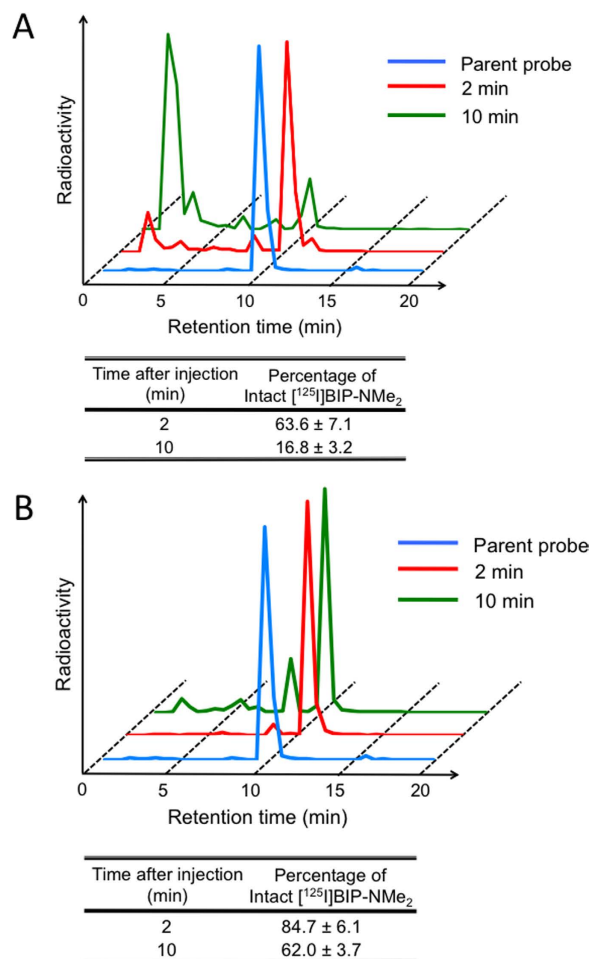 A
Radioactivity
Parent probe
2 min
10 min
0 5 10 15 20
Retention time (min)
Time after injection (min) Percentage of Intact [¹²⁵I]BIP-NMe₂
2 63.6 ± 7.1
10 16.8 ± 3.2
B
Radioactivity
Parent probe
2 min
10 min
0 5 10 15 20
Retention time (min)
Time after injection (min) Percentage of Intact [¹²⁵I]BIP-NMe₂
2 84.7 ± 6.1
10 62.0 ± 3.7